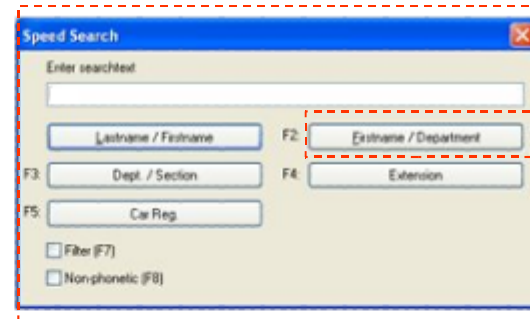 Speed Search
Enter searchtext
Lastname / Firstname
F2: Firstname / Department
F3: Dept. / Section
F4: Extension
F5: Car Reg.
Filter (F7)
Non-phonetic (F8)